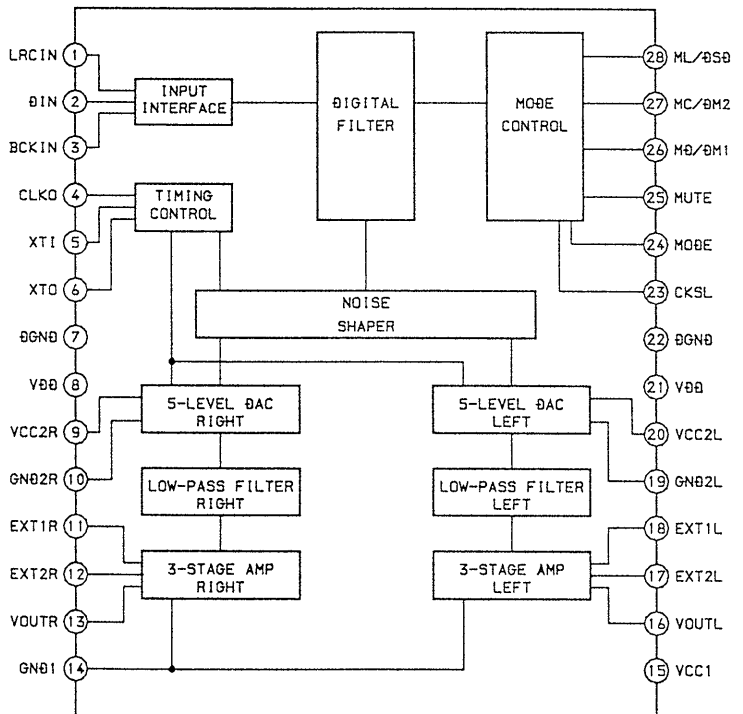 LRCIN 1
DIN 2
BCKIN 3
CLKO 4
XTI 5
XTO 6
DGND 7
VDD 8
VCC2R 9
GND2R 10
EXT1R 11
EXT2R 12
VOUTR 13
GND1 14
INPUT
INTERFACE
TIMING
CONTROL
DIGITAL
FILTER
MODE
CONTROL
NOISE
SHAPER
5-LEVEL DAC
RIGHT
LOW-PASS FILTER
RIGHT
3-STAGE AMP
RIGHT
5-LEVEL DAC
LEFT
LOW-PASS FILTER
LEFT
3-STAGE AMP
LEFT
28 ML/DSD
27 MC/DM2
26 MD/DM1
25 MUTE
24 MODE
23 CKSL
22 DGND
21 VDD
20 VCC2L
19 GND2L
18 EXT1L
17 EXT2L
16 VOUTL
15 VCC1